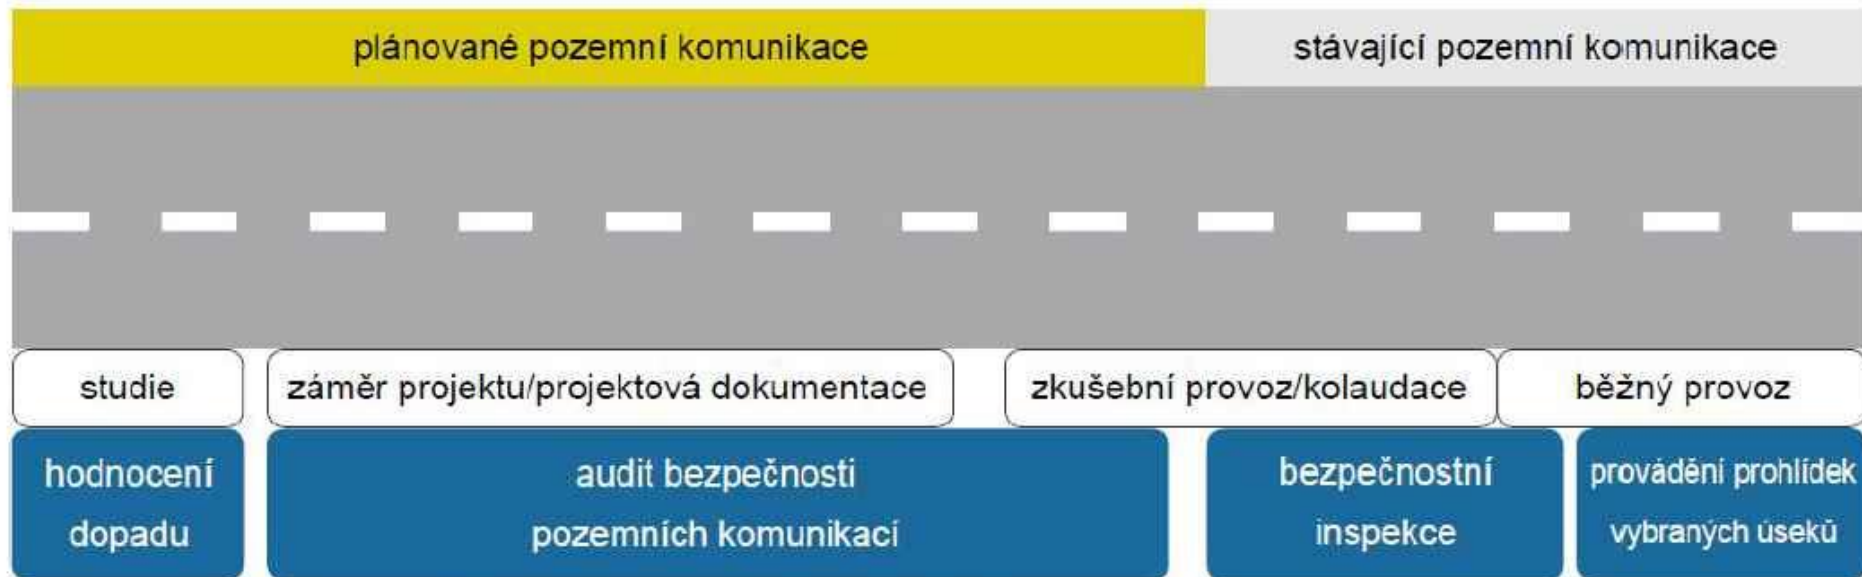 plánované pozemní komunikace
stávající pozemní komunikace
studie
záměr projektu/projektová dokumentace
zkušební provoz/kolaudace
běžný provoz
hodnocení
dopadu
audit bezpečnosti
pozemních komunikací
bezpečnostní
inspekce
provádění prohlídek
vybraných úseků